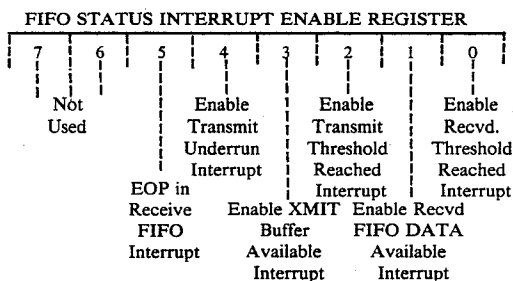 FIFO STATUS INTERRUPT ENABLE REGISTER
7 6 5 4 3 2 1 0
Not
Used
EOP in
Receive
FIFO
Interrupt
Enable
Transmit
Underrun
Interrupt
Enable XMIT
Buffer
Available
Interrupt
Enable
Transmit
Threshold
Reached
Interrupt
Enable Recvd
FIFO DATA
Available
Interrupt
Enable
Recvd.
Threshold
Reached
Interrupt